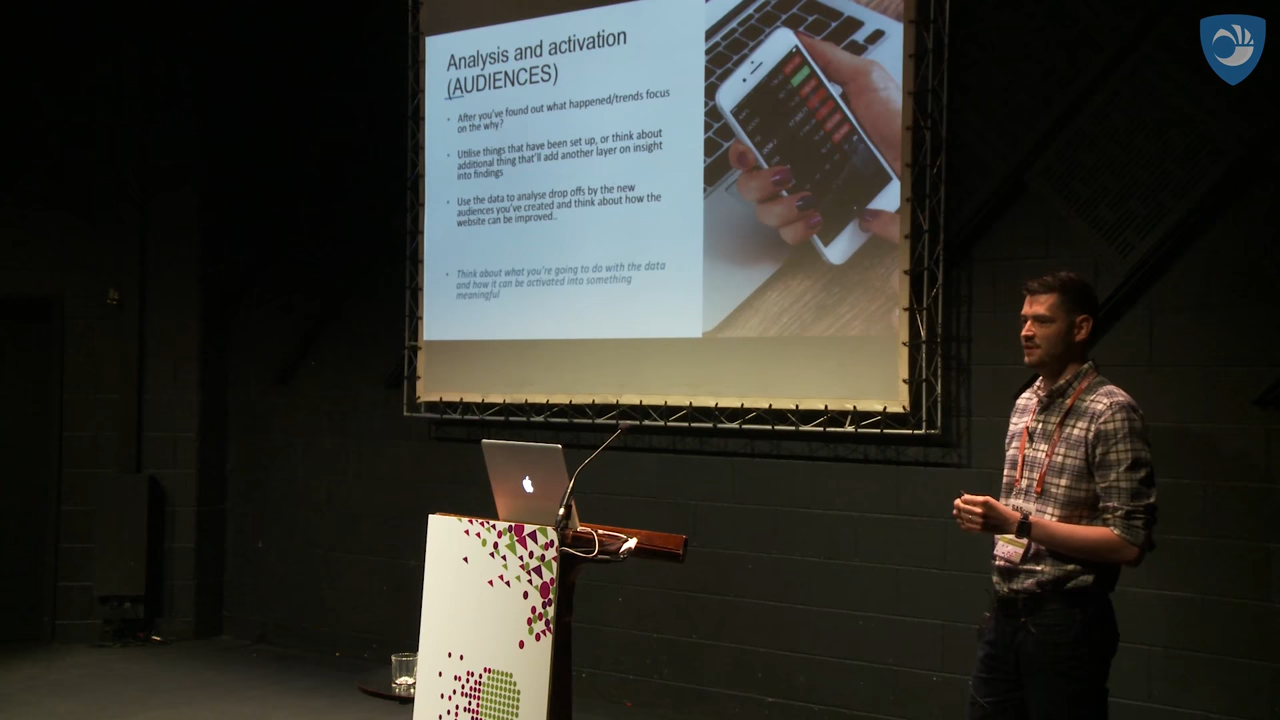 Analysis and activation
(AUDIENCES)
• After you've found out what happened/trends focus
on the why?
• Utilise things that have been set up, or think about
additional thing that'll add another layer on insight
into findings
• Use the data to analyse drop offs by the new
audiences you've created and think about how the
website can be improved..
• Think about what you're going to do with the data
and how it can be activated into something
meaningful